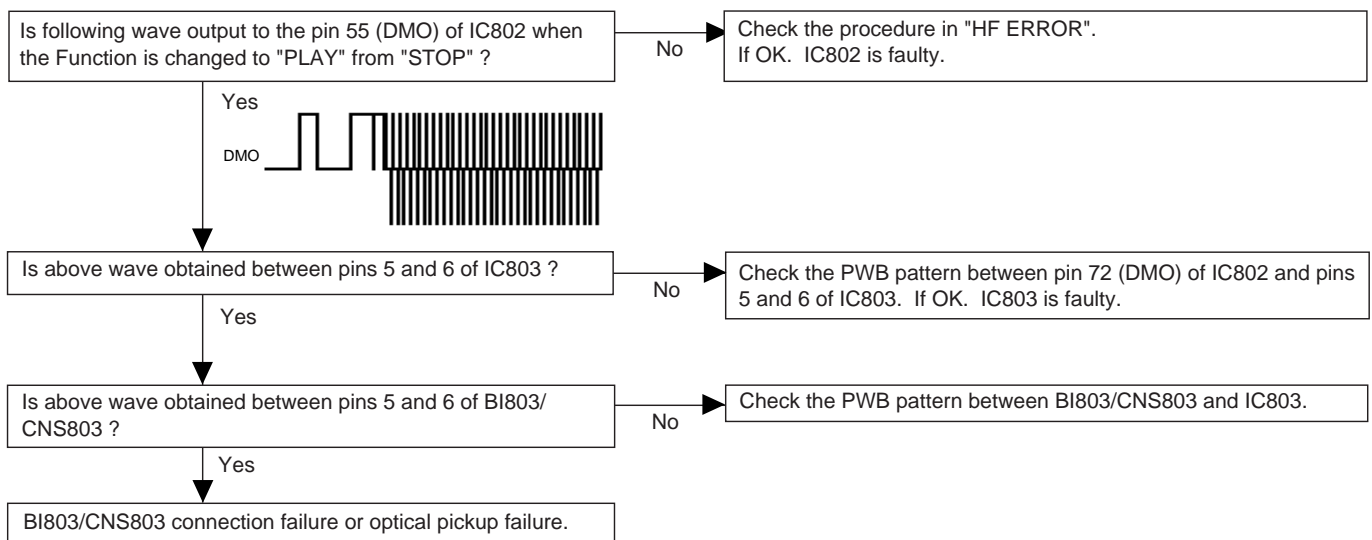 Is following wave output to the pin 55 (DMO) of IC802 when
the Function is changed to "PLAY" from "STOP" ?
No
Check the procedure in "HF ERROR".
If OK.  IC802 is faulty.
Yes
DMO
Is above wave obtained between pins 5 and 6 of IC803 ?
No
Check the PWB pattern between pin 72 (DMO) of IC802 and pins
5 and 6 of IC803.  If OK.  IC803 is faulty.
Yes
Is above wave obtained between pins 5 and 6 of BI803/
CNS803 ?
No
Check the PWB pattern between BI803/CNS803 and IC803.
Yes
BI803/CNS803 connection failure or optical pickup failure.